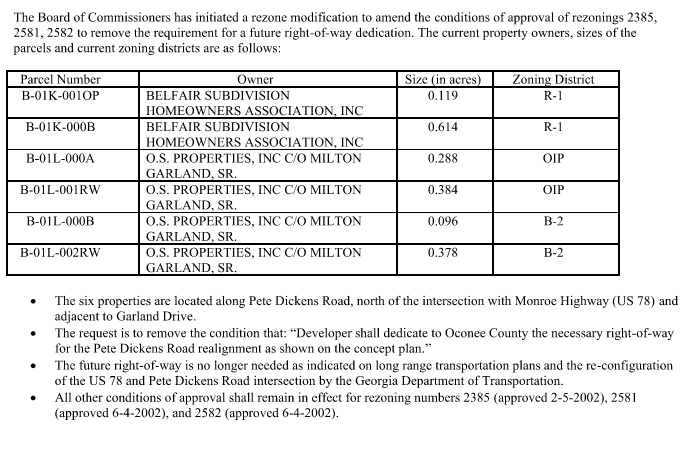 The Board of Commissioners has initiated a rezone modification to amend the conditions of approval of rezonings 2385,
2581, 2582 to remove the requirement for a future right-of-way dedication. The current property owners, sizes of the
parcels and current zoning districts are as follows:
Parcel Number Owner Size (in acres) Zoning District
B-01K-001OP BELFAIR SUBDIVISION 0.119 R-1
HOMEOWNERS ASSOCIATION, INC
B-01K-000B BELFAIR SUBDIVISION 0.614 R-1
HOMEOWNERS ASSOCIATION, INC
B-01L-000A O.S. PROPERTIES, INC C/O MILTON 0.288 OIP
GARLAND, SR.
B-01L-001RW O.S. PROPERTIES, INC C/O MILTON 0.384 OIP
GARLAND, SR.
B-01L-000B O.S. PROPERTIES, INC C/O MILTON 0.096 B-2
GARLAND, SR.
B-01L-002RW O.S. PROPERTIES, INC C/O MILTON 0.378 B-2
GARLAND, SR.
• The six properties are located along Pete Dickens Road, north of the intersection with Monroe Highway (US 78) and
adjacent to Garland Drive.
• The request is to remove the condition that: “Developer shall dedicate to Oconee County the necessary right-of-way
for the Pete Dickens Road realignment as shown on the concept plan.”
• The future right-of-way is no longer needed as indicated on long range transportation plans and the re-configuration
of the US 78 and Pete Dickens Road intersection by the Georgia Department of Transportation.
• All other conditions of approval shall remain in effect for rezoning numbers 2385 (approved 2-5-2002), 2581
(approved 6-4-2002), and 2582 (approved 6-4-2002).